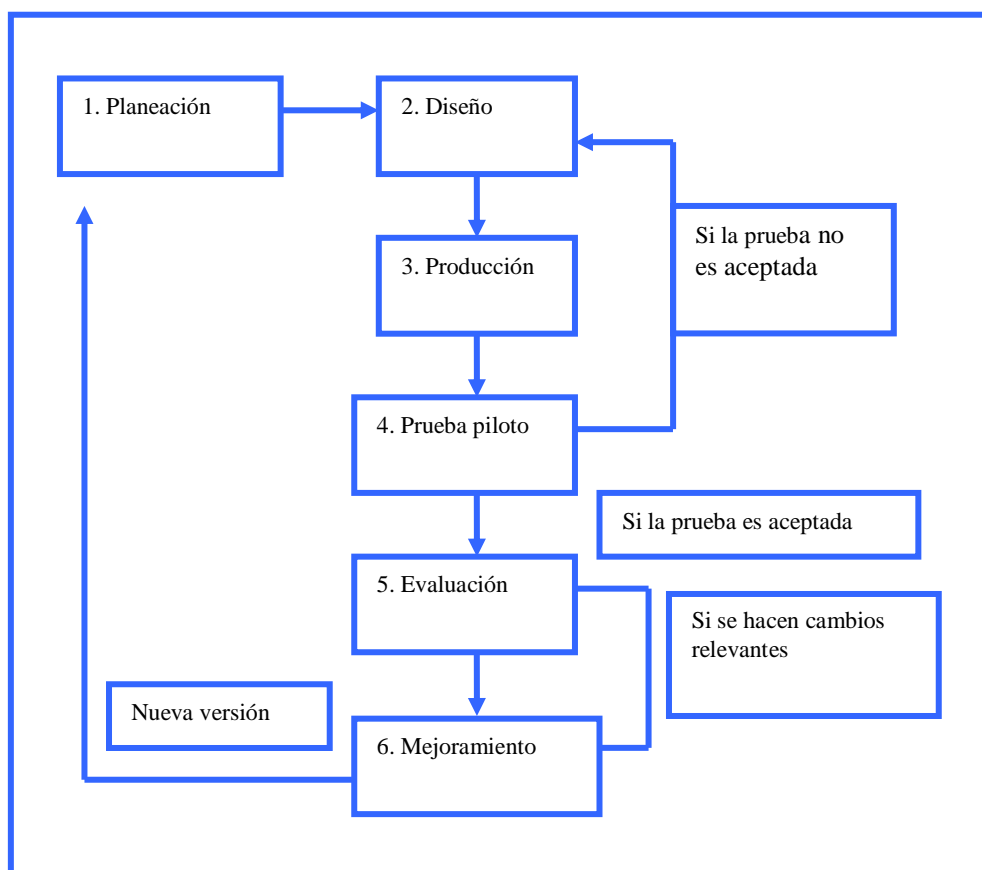 1. Planeación
2. Diseño
Si la prueba no
es aceptada
3. Producción
4. Prueba piloto
Si la prueba es aceptada
5. Evaluación
Si se hacen cambios
relevantes
Nueva versión
6. Mejoramiento